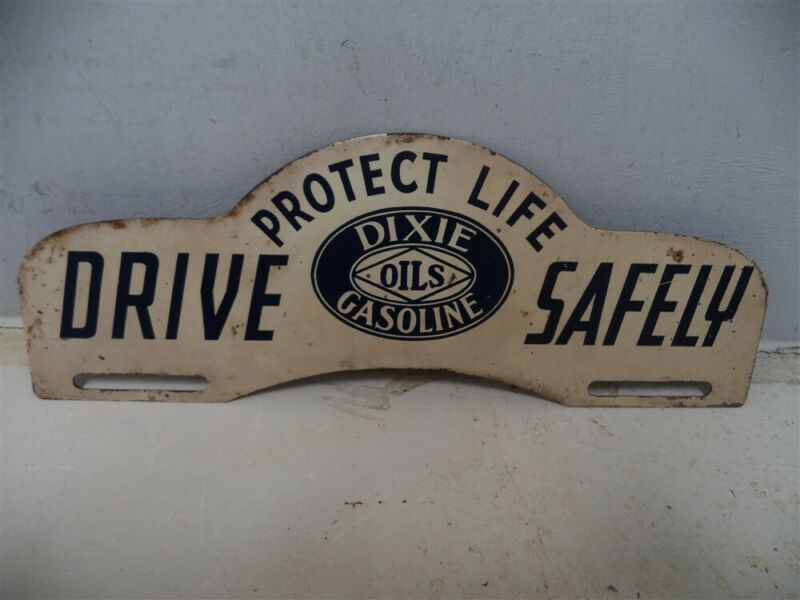 PROTECT LIFE
DRIVE
DIXIE
OILS
GASOLINE
SAFELY